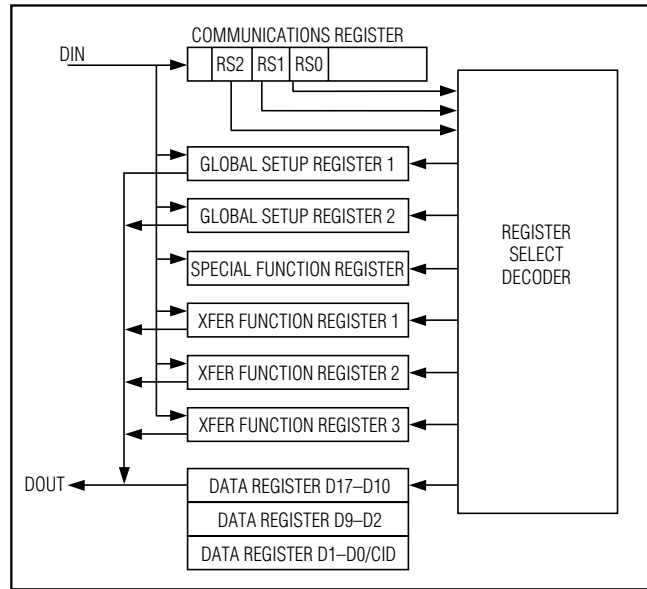 COMMUNICATIONS REGISTER
DIN
RS2 RS1 RS0
GLOBAL SETUP REGISTER 1
GLOBAL SETUP REGISTER 2
SPECIAL FUNCTION REGISTER
XFER FUNCTION REGISTER 1
XFER FUNCTION REGISTER 2
XFER FUNCTION REGISTER 3
REGISTER
SELECT
DECODER
DOUT
DATA REGISTER D17–D10
DATA REGISTER D9–D2
DATA REGISTER D1–D0/CID